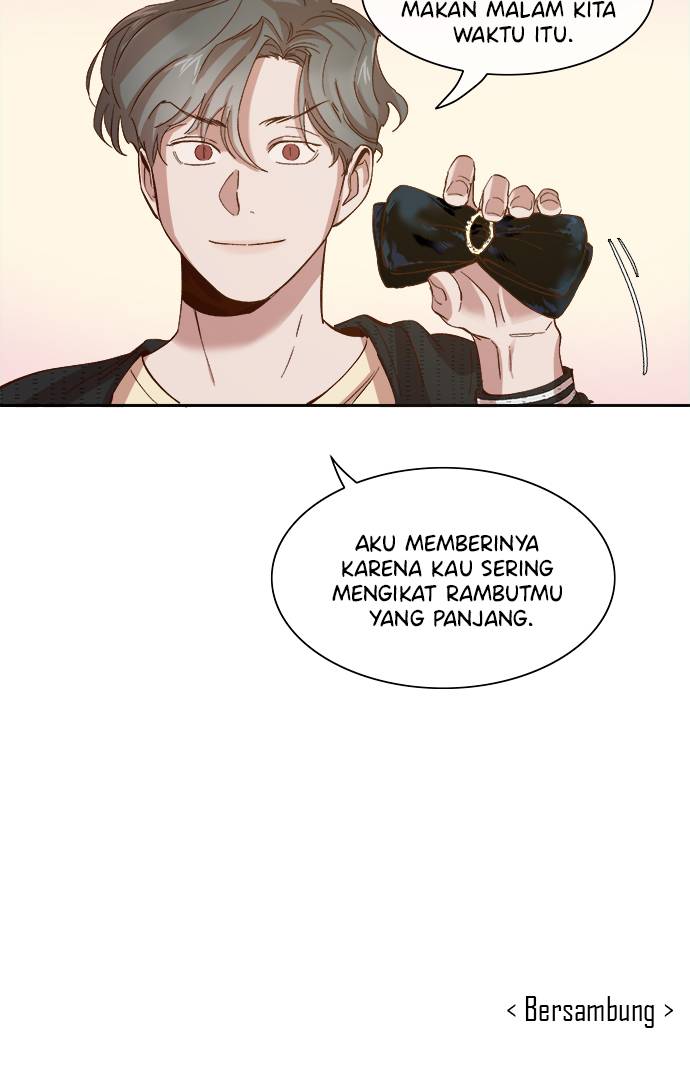 MAKAN MALAM KITA
WAKTU ITU.
AKU MEMBERINYA
KARENA KAU SERING
MENGIKAT RAMBUTMU
YANG PANJANG.
< Bersambung >